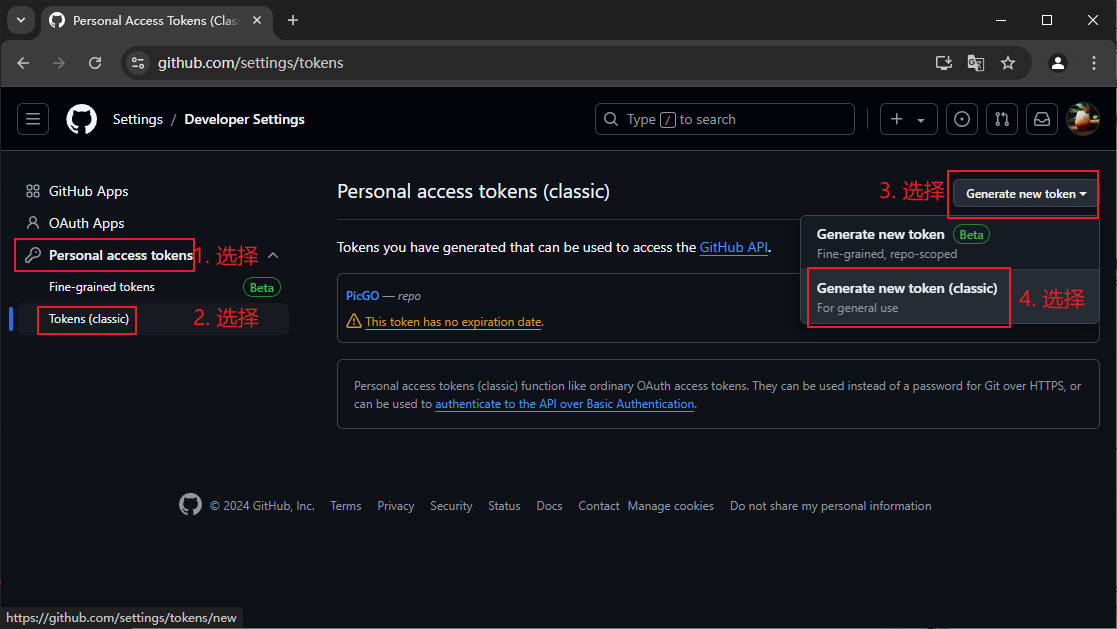 Personal Access Tokens (Clas
github.com/settings/tokens
Settings / Developer Settings
Type / to search
GitHub Apps
OAuth Apps
Personal access tokens
1. 选择
Fine-grained tokens Beta
Tokens (classic)
2. 选择
Personal access tokens (classic)
3. 选择
Generate new token
Generate new token Beta
Fine-grained, repo-scoped
Generate new token (classic)
For general use
4. 选择
Tokens you have generated that can be used to access the GitHub API.
PicGO — repo
This token has no expiration date.
Personal access tokens (classic) function like ordinary OAuth access tokens. They can be used instead of a password for Git over HTTPS, or
can be used to authenticate to the API over Basic Authentication.
© 2024 GitHub, Inc. Terms Privacy Security Status Docs Contact Manage cookies Do not share my personal information
https://github.com/settings/tokens/new